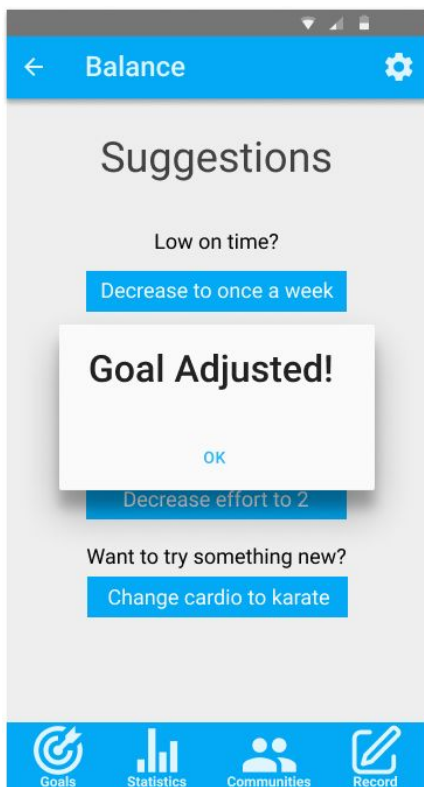 Balance
Suggestions
Low on time?
Decrease to once a week
Goal Adjusted!
OK
Decrease effort to 2
Want to try something new?
Change cardio to karate
Goals Statistics Communities Record